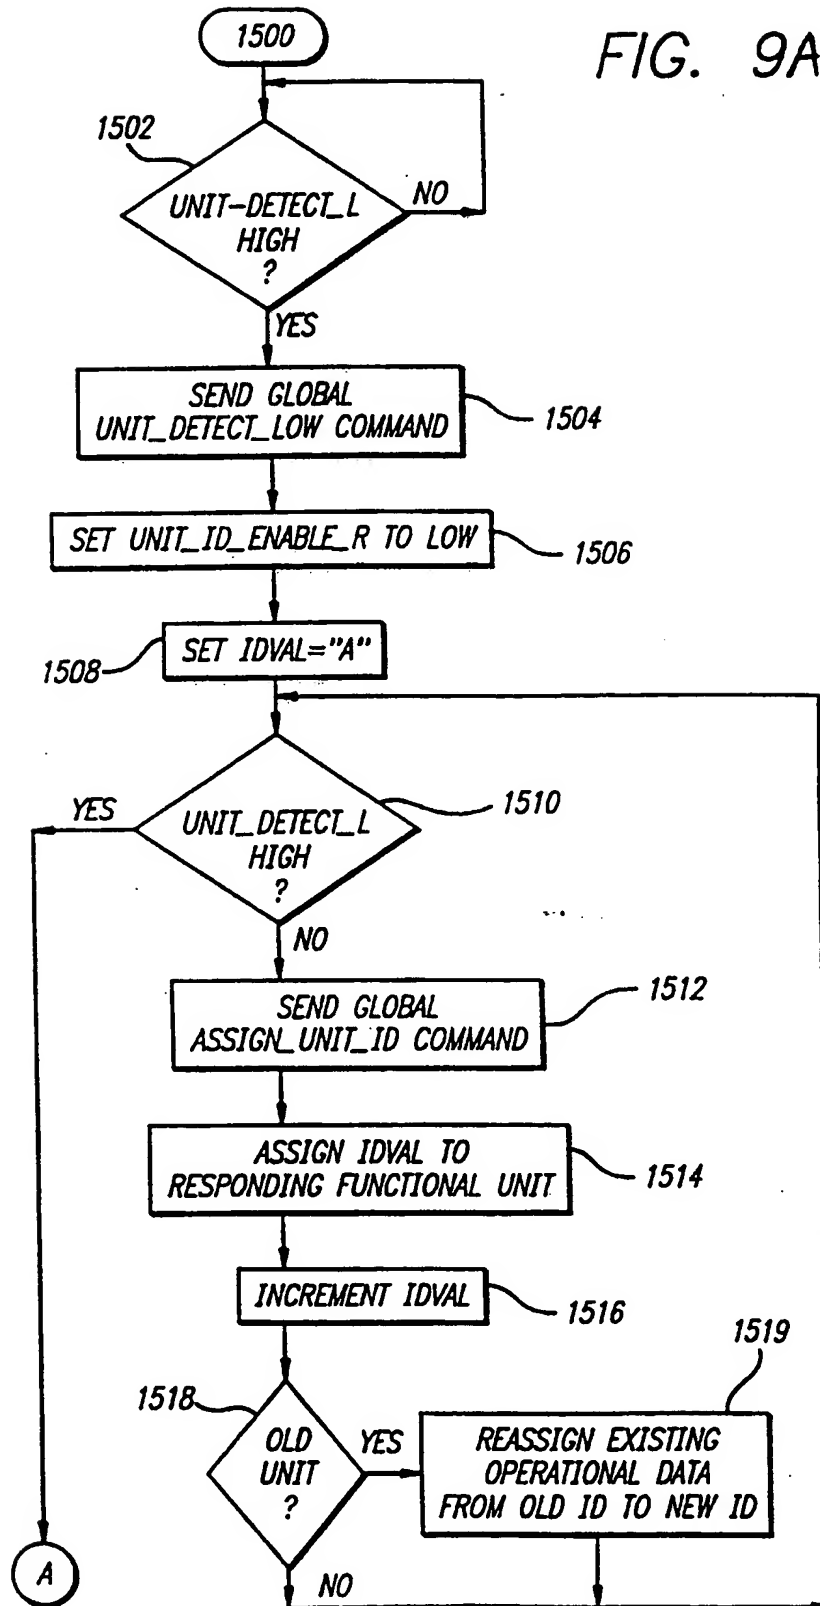 1500
FIG. 9A
1502
UNIT-DETECT_L
HIGH
?
NO
YES
SEND GLOBAL
UNIT_DETECT_LOW COMMAND
1504
SET UNIT_ID_ENABLE_R TO LOW
1506
SET IDVAL="A"
1508
YES
UNIT_DETECT_L
HIGH
?
1510
NO
SEND GLOBAL
ASSIGN_UNIT_ID COMMAND
1512
ASSIGN IDVAL TO
RESPONDING FUNCTIONAL UNIT
1514
INCREMENT IDVAL
1516
1518
OLD
UNIT
?
YES
1519
REASSIGN EXISTING
OPERATIONAL DATA
FROM OLD ID TO NEW ID
A
NO